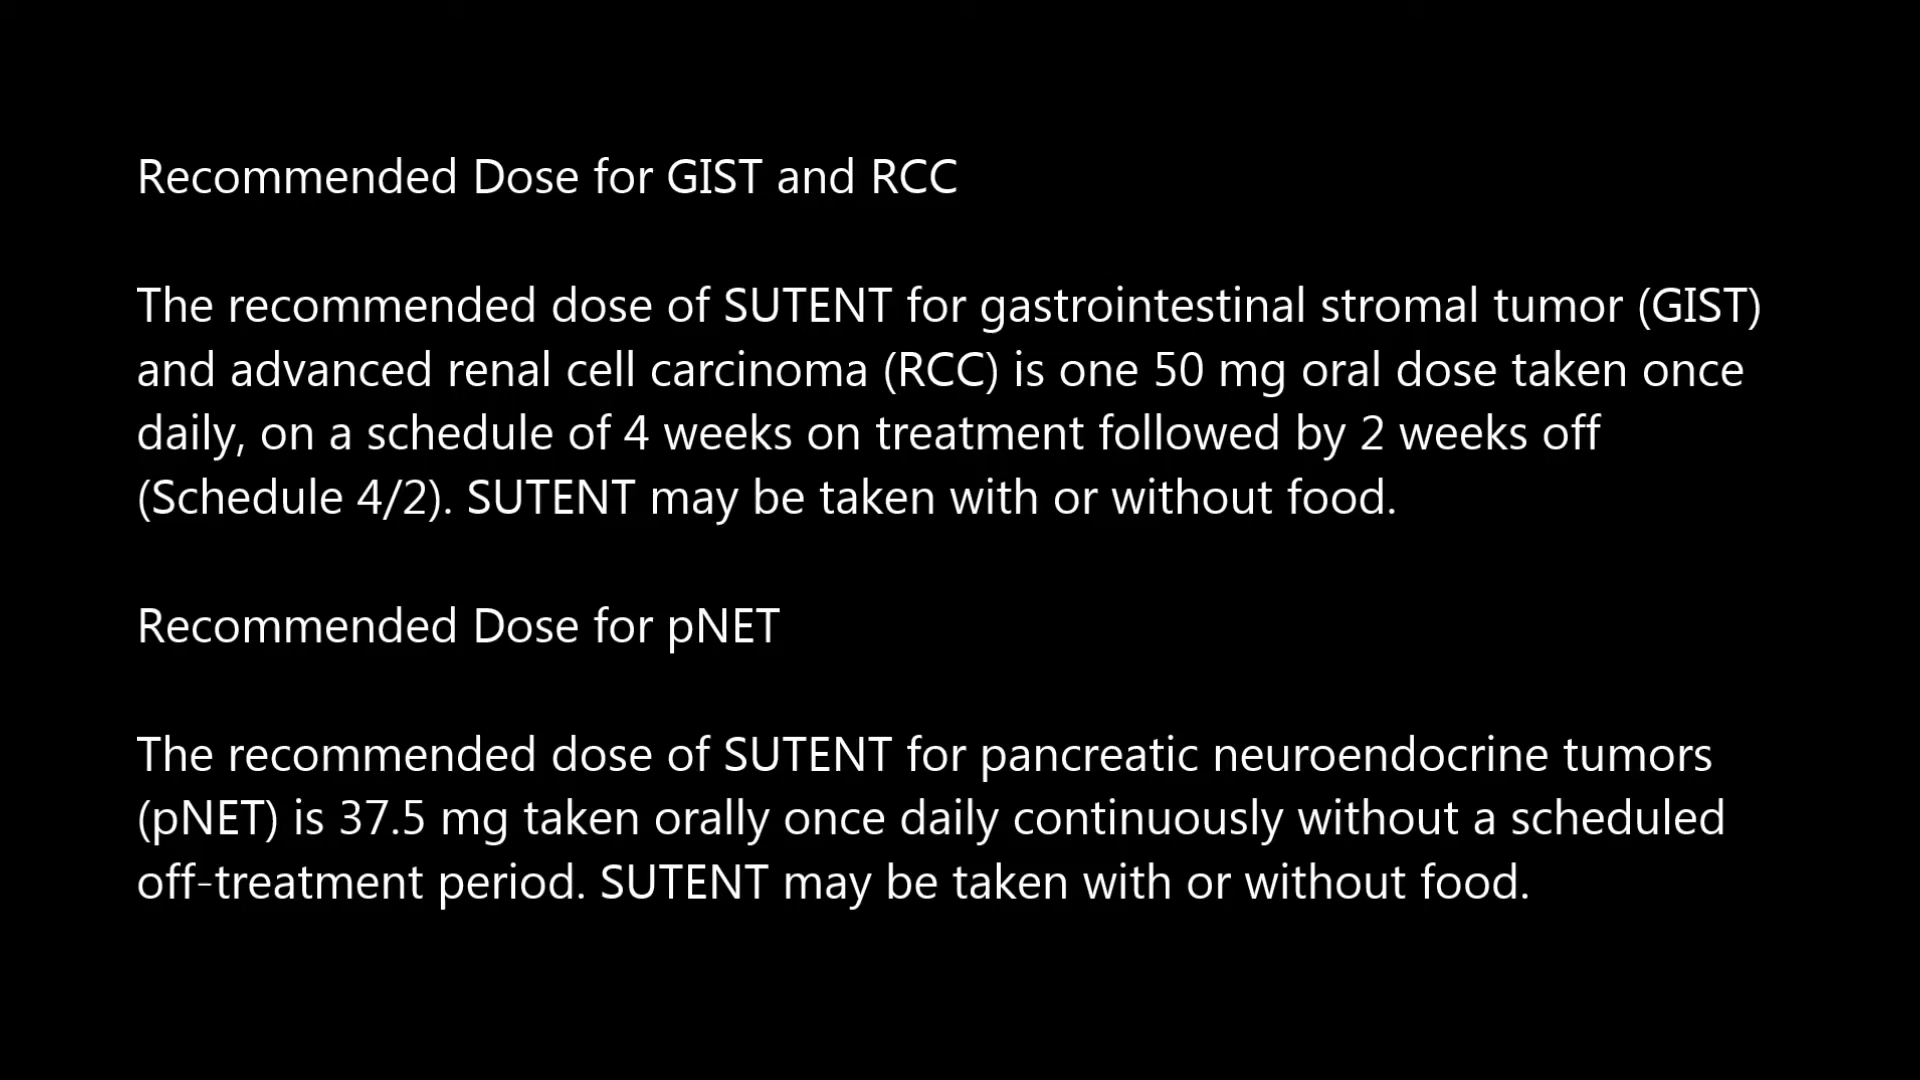 Recommended Dose for GIST and RCC
The recommended dose of SUTENT for gastrointestinal stromal tumor (GIST)
and advanced renal cell carcinoma (RCC) is one 50 mg oral dose taken once
daily, on a schedule of 4 weeks on treatment followed by 2 weeks off
(Schedule 4/2). SUTENT may be taken with or without food.
Recommended Dose for pNET
The recommended dose of SUTENT for pancreatic neuroendocrine tumors
(pNET) is 37.5 mg taken orally once daily continuously without a scheduled
off-treatment period. SUTENT may be taken with or without food.